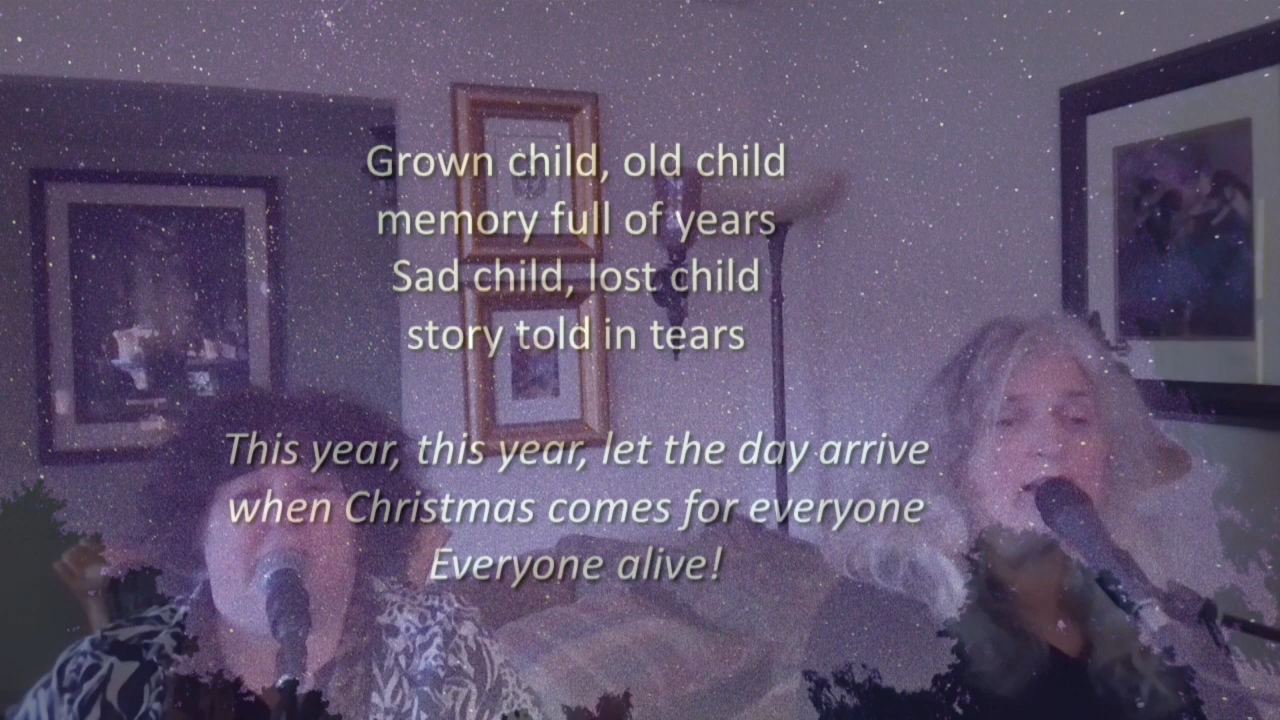 Grown child, old child
memory full of years
Sad child, lost child
story told in tears
This year, this year, let the day arrive
when Christmas comes for everyone
Everyone alive!